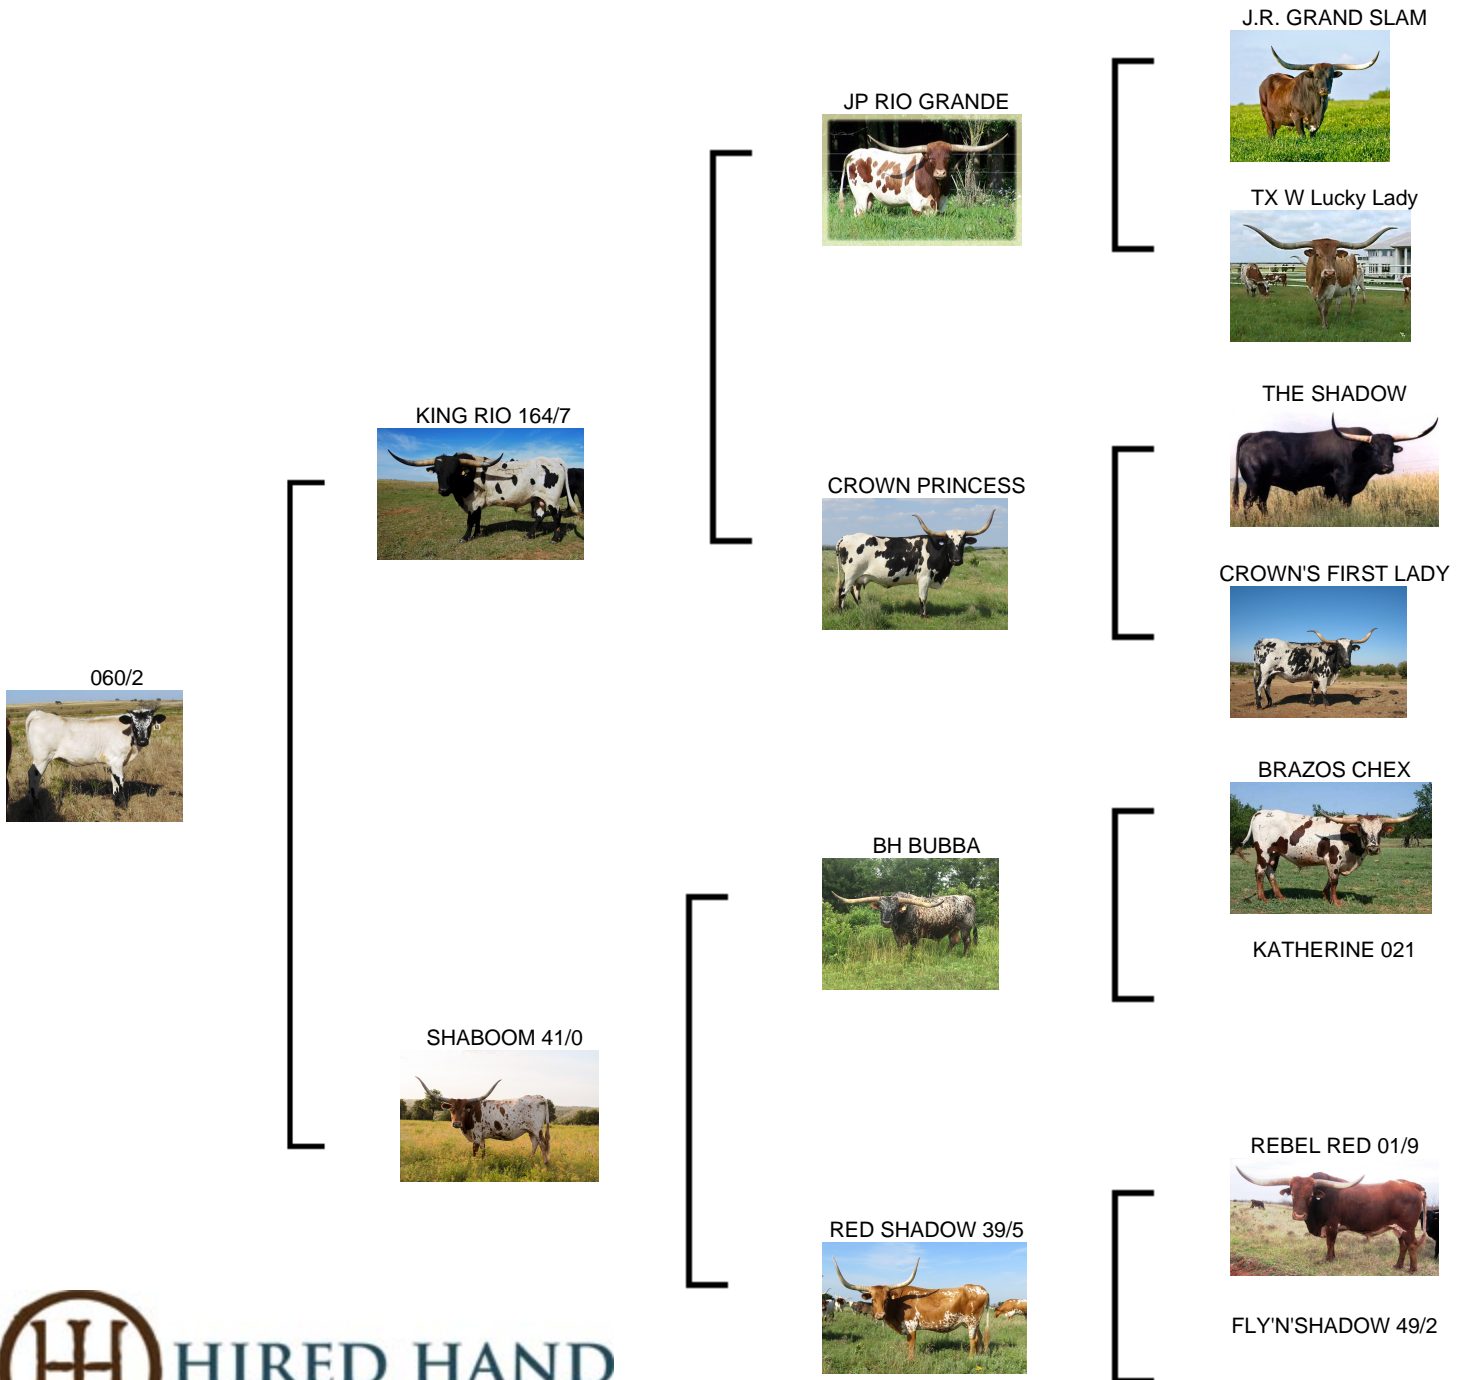 J.R. GRAND SLAM
JP RIO GRANDE
TX W Lucky Lady
THE SHADOW
KING RIO 164/7
CROWN PRINCESS
CROWN'S FIRST LADY
060/2
BRAZOS CHEX
BH BUBBA
KATHERINE 021
SHABOOM 41/0
REBEL RED 01/9
RED SHADOW 39/5
FLY'N'SHADOW 49/2
HIRED HAND